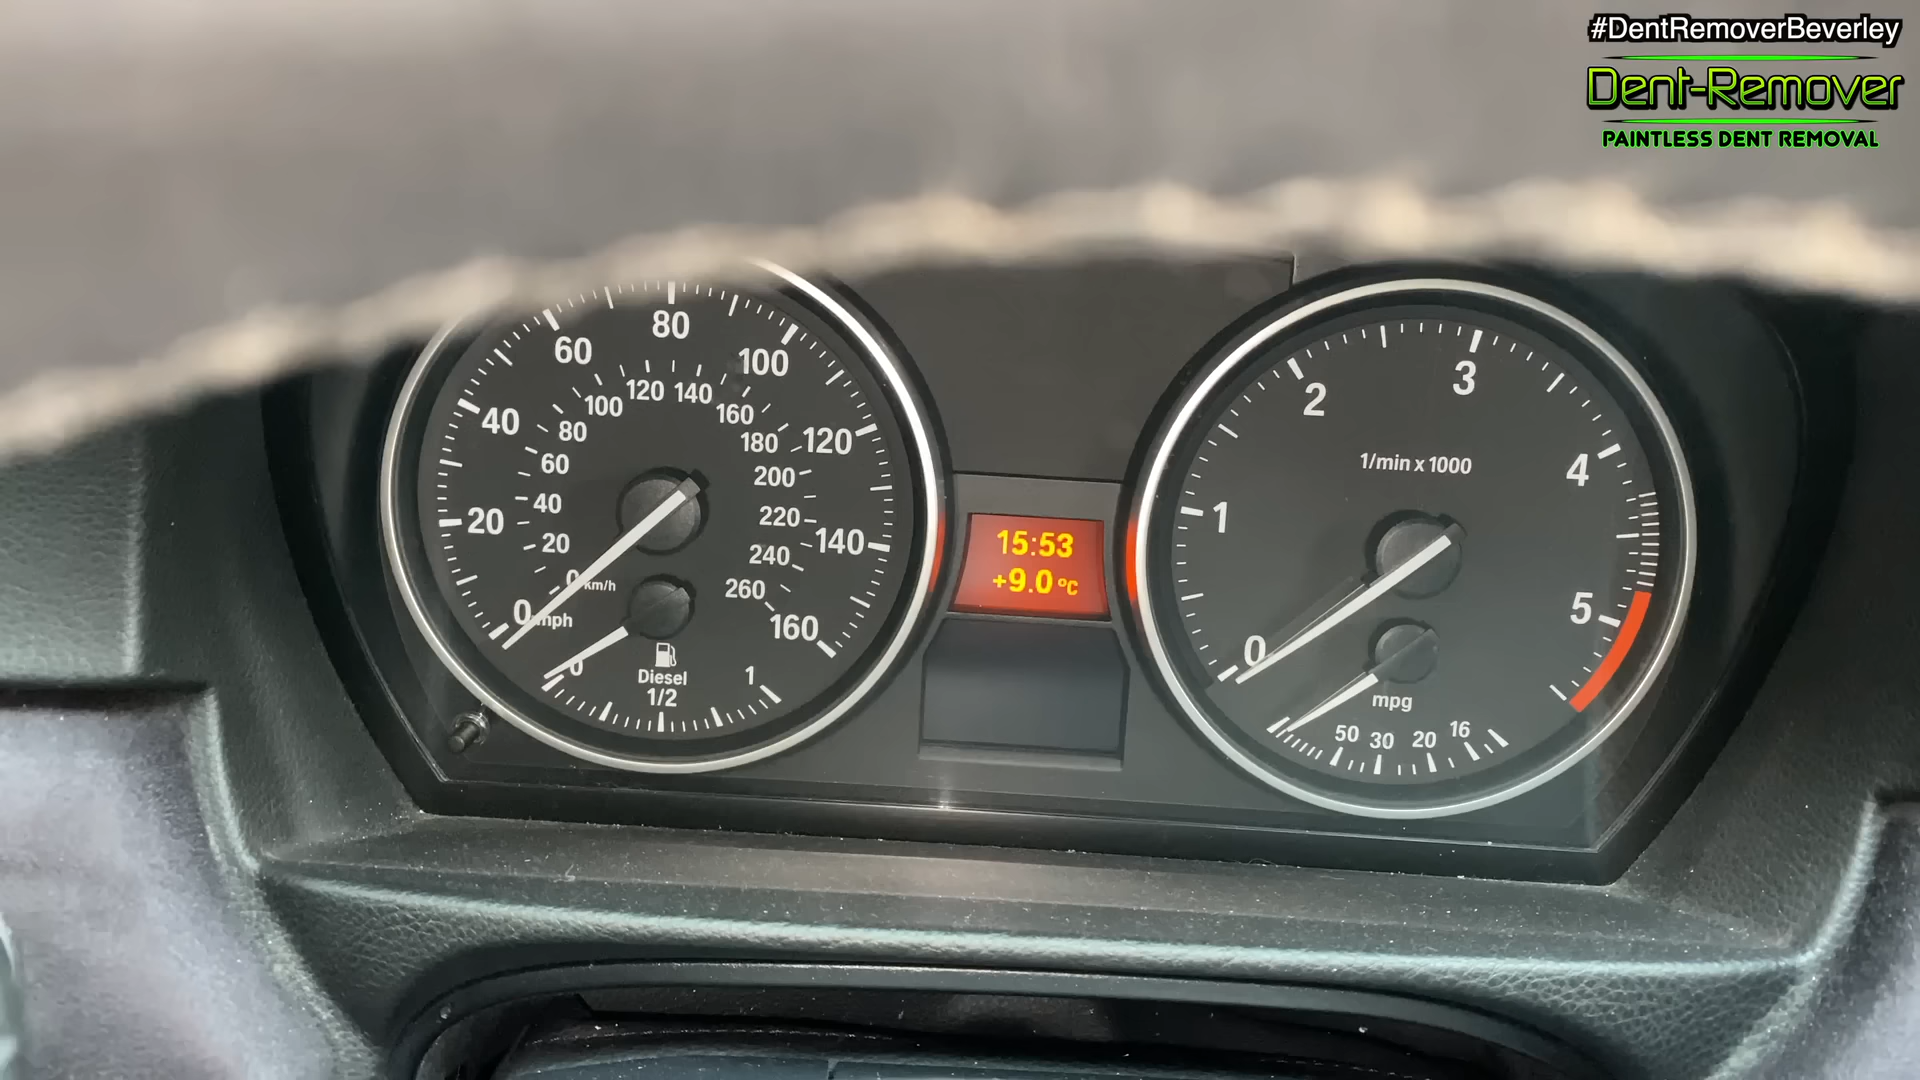 #DentRemoverBeverley
Dent-Remover
PAINTLESS DENT REMOVAL
0 20 40 60 80 100 120 140 160
mph
0 20 40 60 80 100 120 140 160 180 200 220 240 260
km/h
0 1/2 1
Diesel
15:53
+9.0 °C
0 1 2 3 4 5
1/min x 1000
mpg
50 30 20 16